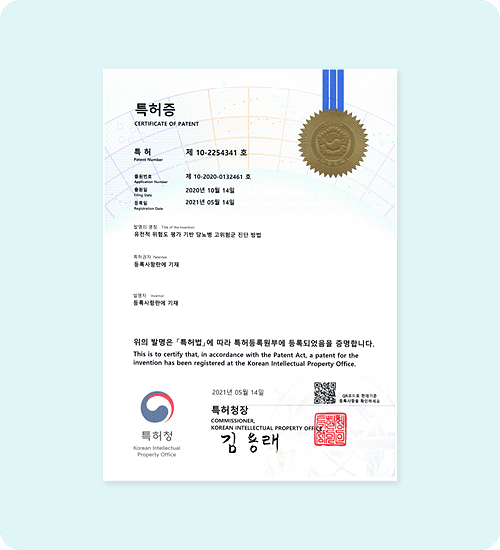 특허증
CERTIFICATE OF PATENT
특 허 제 10-2254341 호
Patent Number
출원번호 제 10-2020-0132461 호
Application Number
출원일 2020년 10월 14일
Filing Date
등록일 2021년 05월 14일
Registration Date
발명의 명칭 Title of the Invention
유전적 위험도 평가 기반 당뇨병 고위험군 진단 방법
특허권자 Patentee
등록사항란에 기재
발명자 Inventor
등록사항란에 기재
위의 발명은 「특허법」에 따라 특허등록원부에 등록되었음을 증명합니다.
This is to certify that, in accordance with the Patent Act, a patent for the
invention has been registered at the Korean Intellectual Property Office.
2021년 05월 14일
QR코드로 현재기준
등록사항을 확인하세요
특허청장
COMMISSIONER,
KOREAN INTELLECTUAL PROPERTY OFFICE
김용래
특허청
Korean Intellectual
Property Office